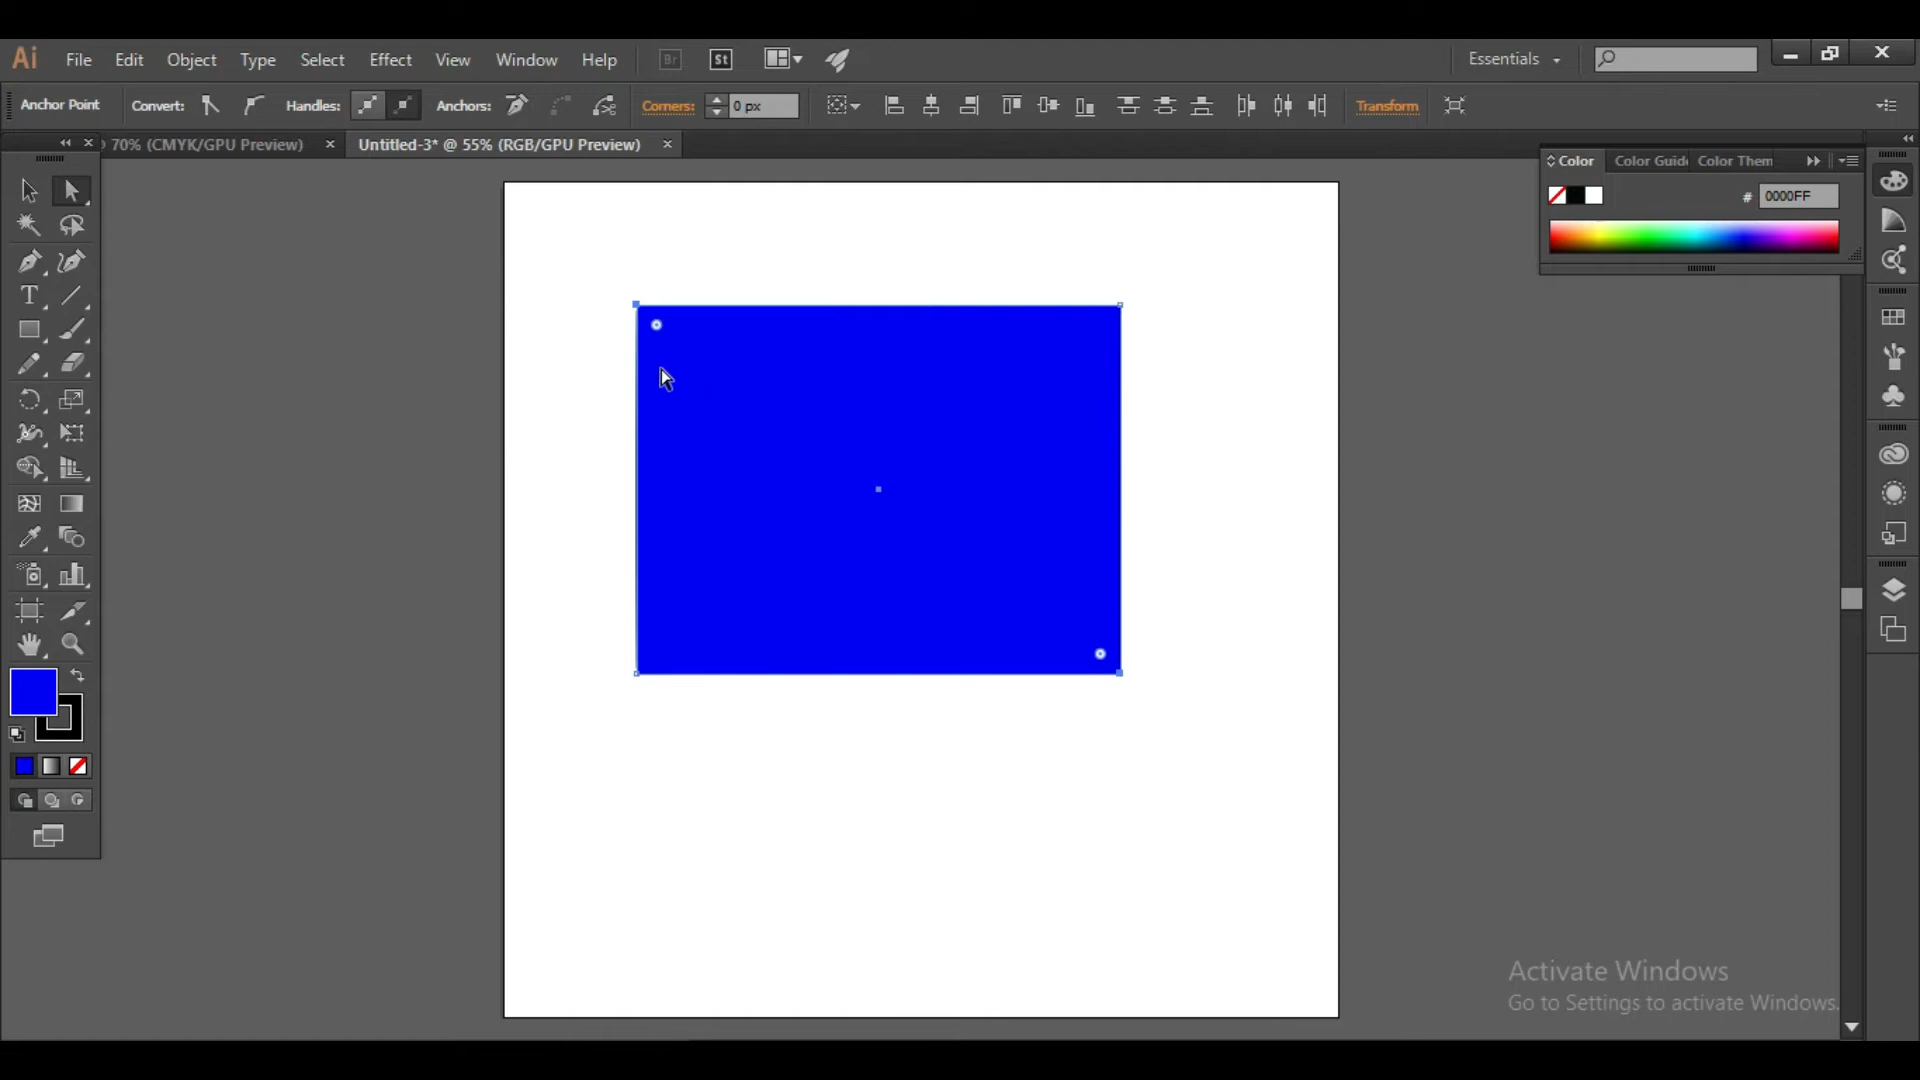 Ai File Edit Object Type Select Effect View Window Help Br St Essentials
Anchor Point Convert: Handles: Anchors: Corners: 0 px Transform
70% (CMYK/GPU Preview) × Untitled-3* @ 55% (RGB/GPU Preview) ×
Color Color Guid Color Them
# 0000FF
T
Activate Windows
Go to Settings to activate Windows.